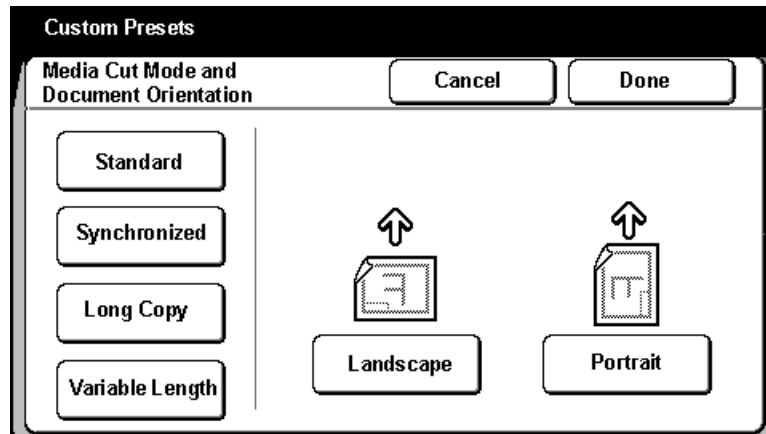 Custom Presets
Media Cut Mode and
Document Orientation
Cancel
Done
Standard
Synchronized
Long Copy
Variable Length
Landscape
Portrait